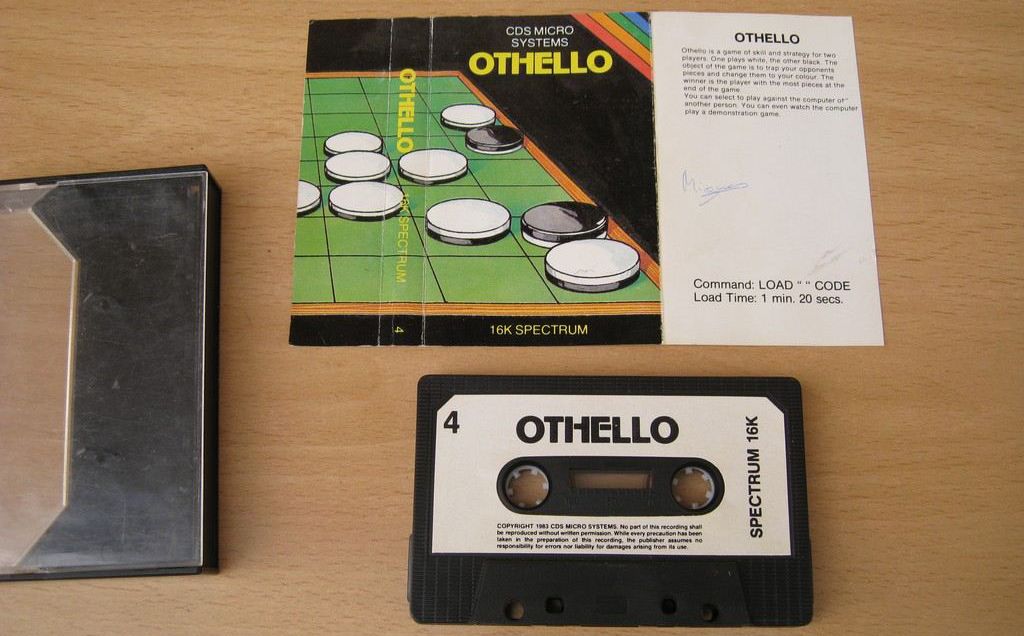 CDS MICRO
SYSTEMS
OTHELLO
OTHELLO
16K SPECTRUM
4
16K SPECTRUM
OTHELLO
Othello is a game of skill and strategy for two
players. One plays white, the other black. The
object of the game is to trap your opponents
pieces and change them to your colour. The
winner is the player with the most pieces at the
end of the game.
You can select to play against the computer of
another person. You can even watch the computer
play a demonstration game.
Command: LOAD " " CODE
Load Time: 1 min. 20 secs.
4
OTHELLO
SPECTRUM 16K
COPYRIGHT 1983 CDS MICRO SYSTEMS. No part of this recording shall
be reproduced without written permission. While every precaution has been
taken in the preparation of this recording, the publisher assumes no
responsibility for errors nor liability for damages arising from its use.